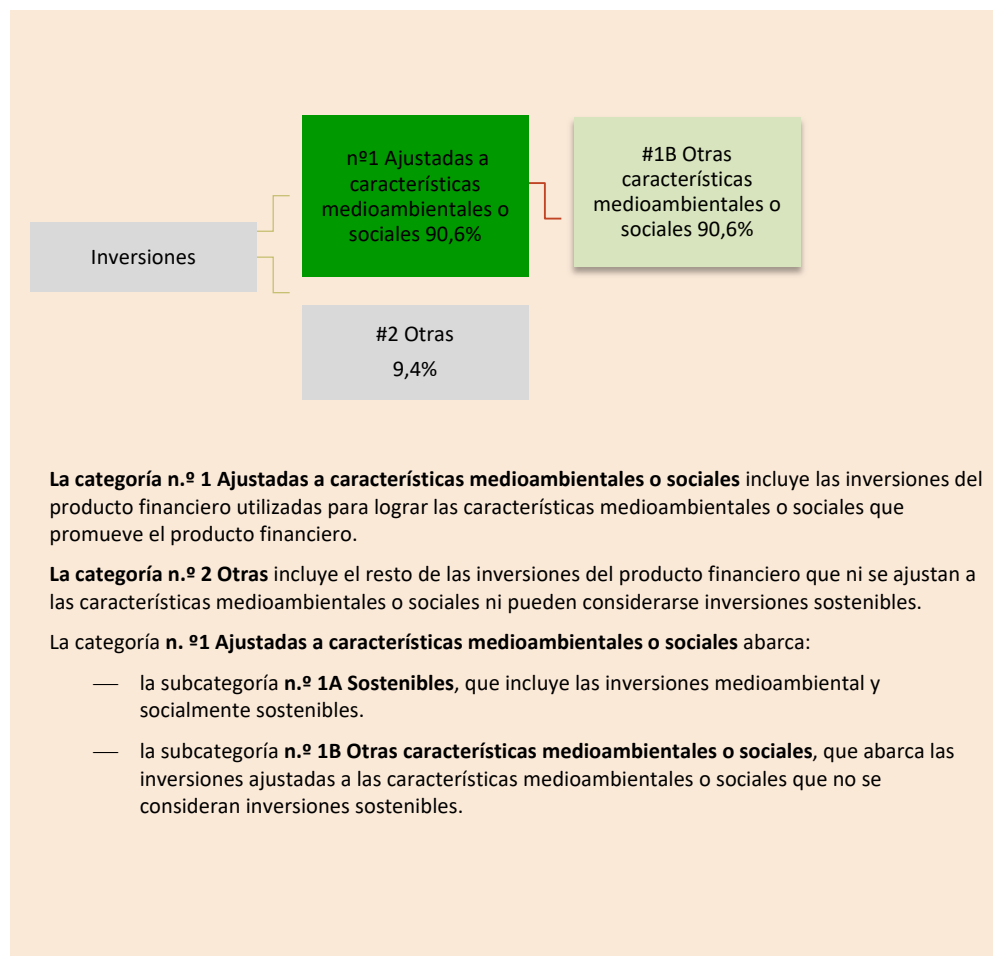 nº1 Ajustadas a
características
medioambientales o
sociales 90,6%
#1B Otras
características
medioambientales o
sociales 90,6%
Inversiones
#2 Otras
9,4%
La categoría n.º 1 Ajustadas a características medioambientales o sociales incluye las inversiones del
producto financiero utilizadas para lograr las características medioambientales o sociales que
promueve el producto financiero.
La categoría n.º 2 Otras incluye el resto de las inversiones del producto financiero que ni se ajustan a
las características medioambientales o sociales ni pueden considerarse inversiones sostenibles.
La categoría n. º1 Ajustadas a características medioambientales o sociales abarca:
— la subcategoría n.º 1A Sostenibles, que incluye las inversiones medioambiental y
socialmente sostenibles.
— la subcategoría n.º 1B Otras características medioambientales o sociales, que abarca las
inversiones ajustadas a las características medioambientales o sociales que no se
consideran inversiones sostenibles.